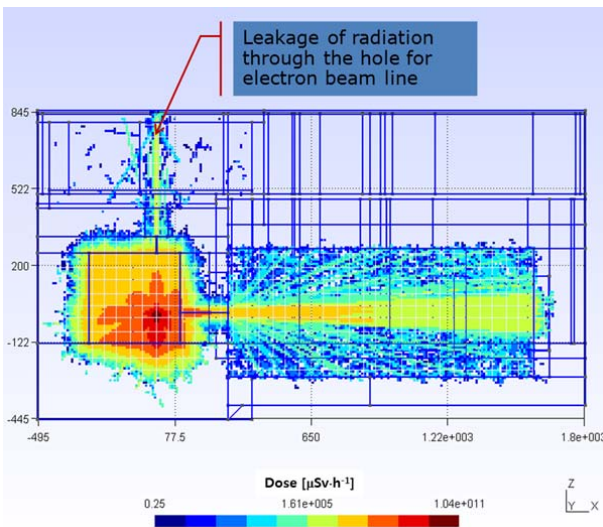 Leakage of radiation
through the hole for
electron beam line
845
522
200
-122
-445
-495 77.5 650 1.22e+003 1.8e+003
Dose [µSv·h⁻¹]
0.25 1.61e+005 1.04e+011
Z
Y X